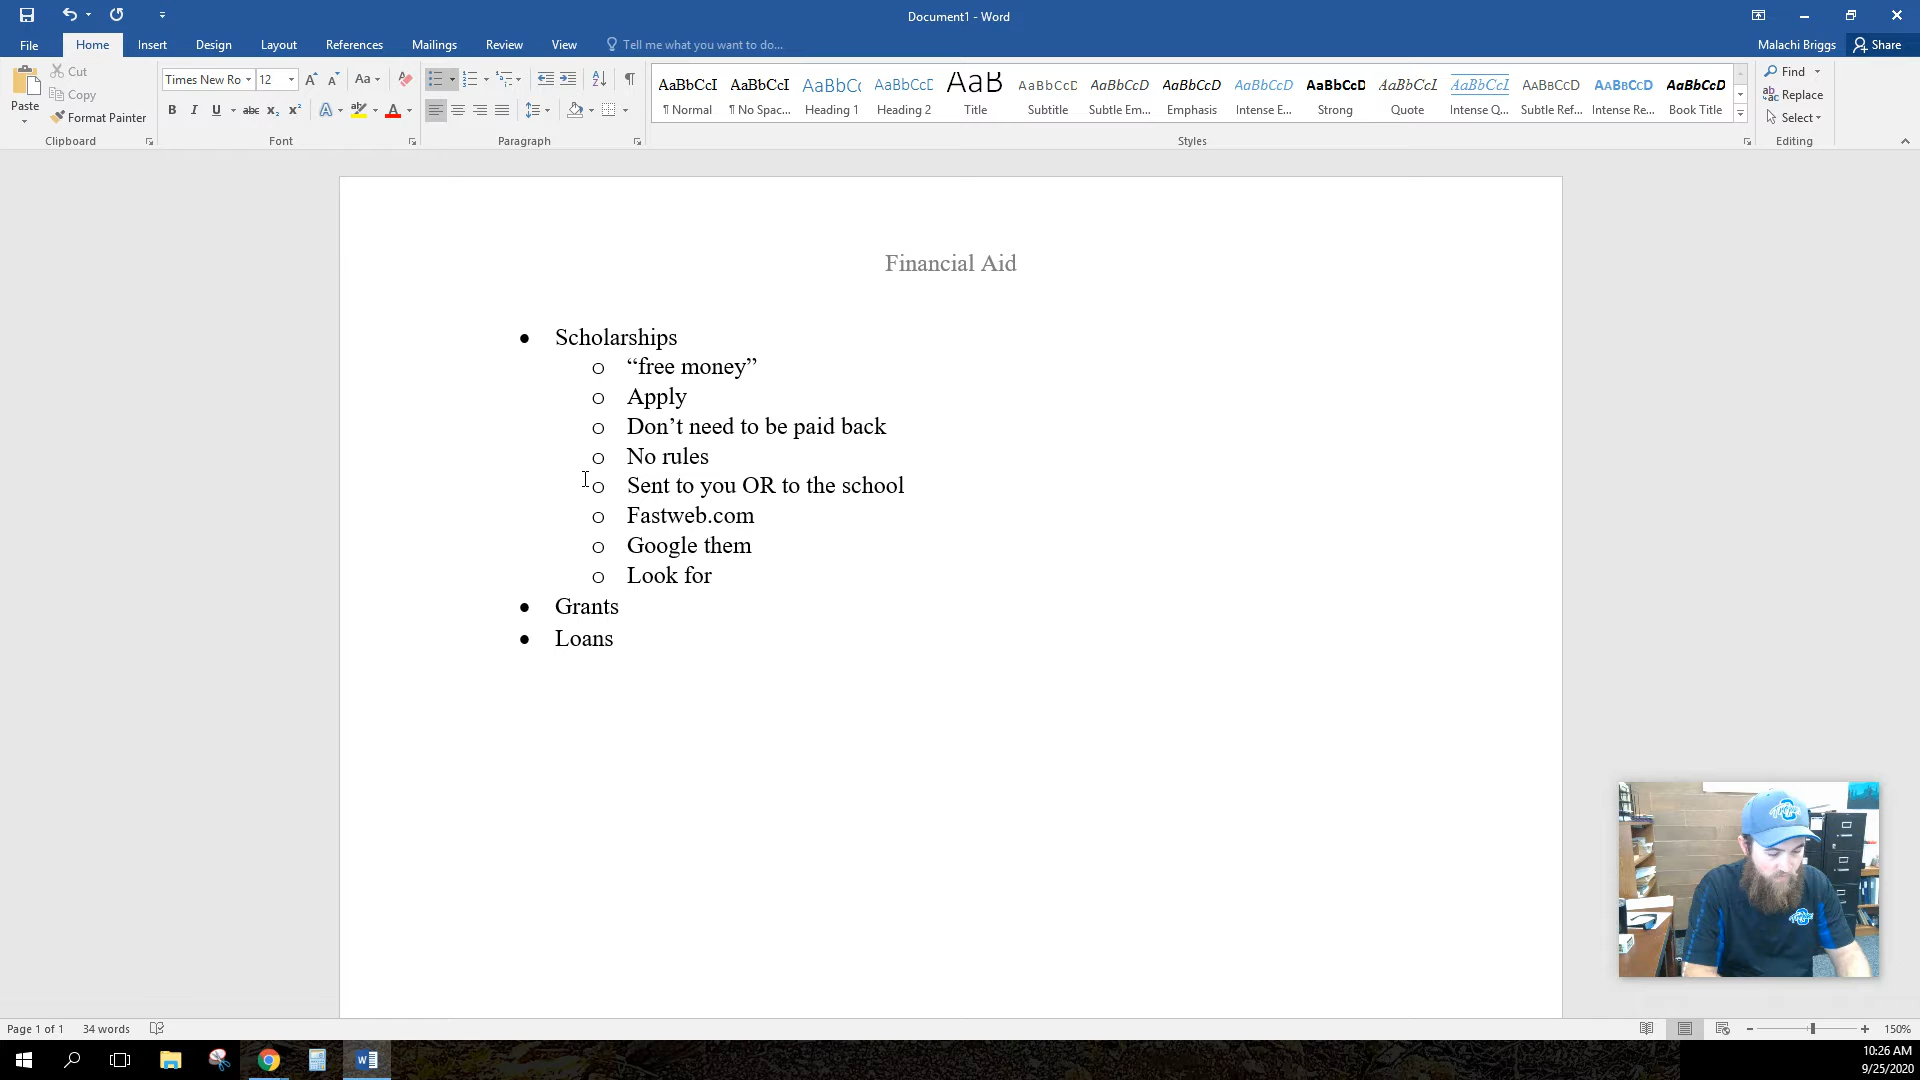 Document1 - Word
File Home Insert Design Layout References Mailings Review View Tell me what you want to do... Malachi Briggs Share
Paste Cut Copy Format Painter
Times New Ro 12 Aa
B I U abc x₂ x² A A
AaBbCcI AaBbCcI AaBbCc AaBbCcD AaB AaBbCcD AaBbCcD AaBbCcD AaBbCcD AaBbCcD AaBbCcD AaBbCcI AaBbCcD AaBbCcD AaBbCcD
¶ Normal ¶ No Spac... Heading 1 Heading 2 Title Subtitle Subtle Em... Emphasis Intense E... Strong Quote Intense Q... Subtle Ref... Intense Re... Book Title
Find
Replace
Select
Clipboard Font Paragraph Styles Editing
Financial Aid
• Scholarships
o “free money”
o Apply
o Don’t need to be paid back
o No rules
o Sent to you OR to the school
o Fastweb.com
o Google them
o Look for
• Grants
• Loans
Page 1 of 1 34 words 150%
10:26 AM
9/25/2020